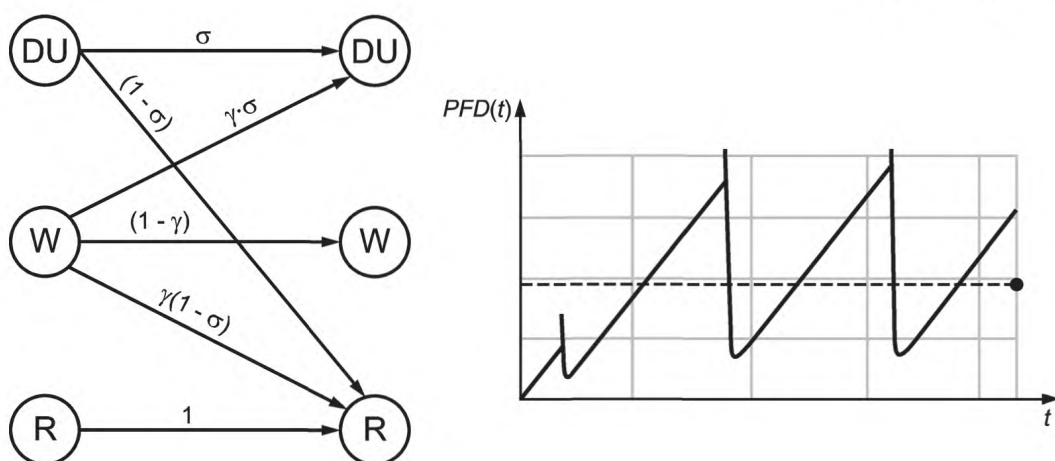 DU
σ
DU
(1 - σ)
γ·σ
W
(1 - γ)
W
γ(1 - σ)
R
1
R
PFD(t)
t